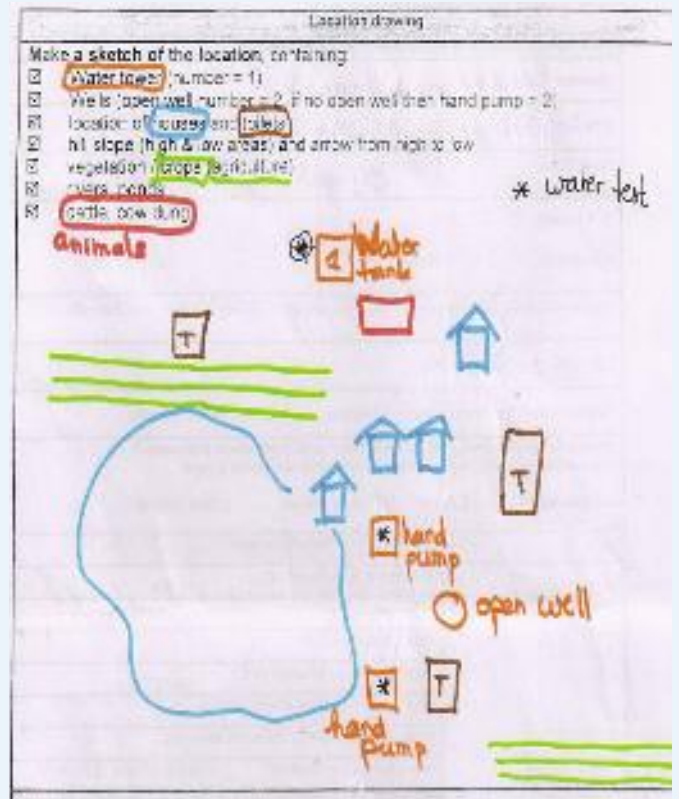 Location drawing
Make a sketch of the location, containing
Water tower (number = 1)
Wells (open well number = 2, if no open well then hand pump = 2)
location of houses and toilets
hill slope (high & low areas) and arrow from high to low
vegetation (crops (agriculture)
rivers, ponds
cattle, cow dung
* water test
animals
1
Water
tank
T
T
*
hand
pump
open well
*
T
hand
pump